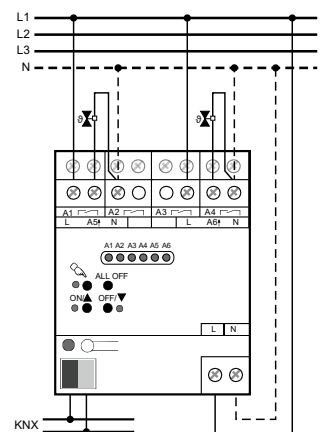 L1
L2
L3
N
ϑ ϑ
A1 A2 A3 A4
L A5 N L A6 N
A1 A2 A3 A4 A5 A6
ALL OFF
ON/▲ OFF/▼
L N
KNX